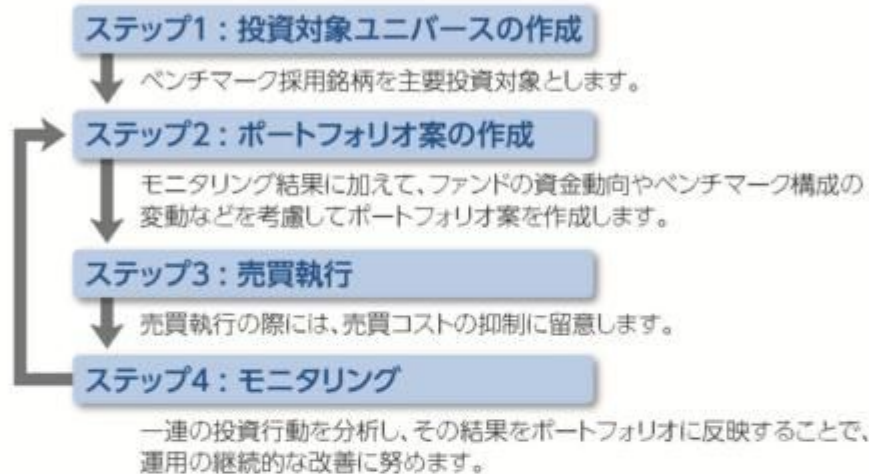 ステップ1：投資対象ユニバースの作成
ベンチマーク採用銘柄を主要投資対象とします。
ステップ2：ポートフォリオ案の作成
モニタリング結果に加えて、ファンドの資金動向やベンチマーク構成の
変動などを考慮してポートフォリオ案を作成します。
ステップ3：売買執行
売買執行の際には、売買コストの抑制に留意します。
ステップ4：モニタリング
一連の投資行動を分析し、その結果をポートフォリオに反映することで、
運用の継続的な改善に努めます。